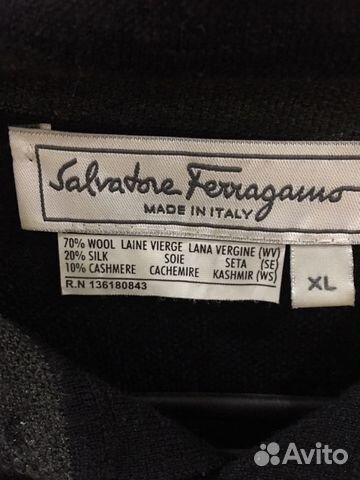 Salvatore Ferragamo
MADE IN ITALY
70% WOOL LAINE VIERGE LANA VERGINE (WV)
20% SILK SOIE SETA (SE)
10% CASHMERE CACHEMIRE KASHMIR (WS)
R.N 136180843
XL
Avito